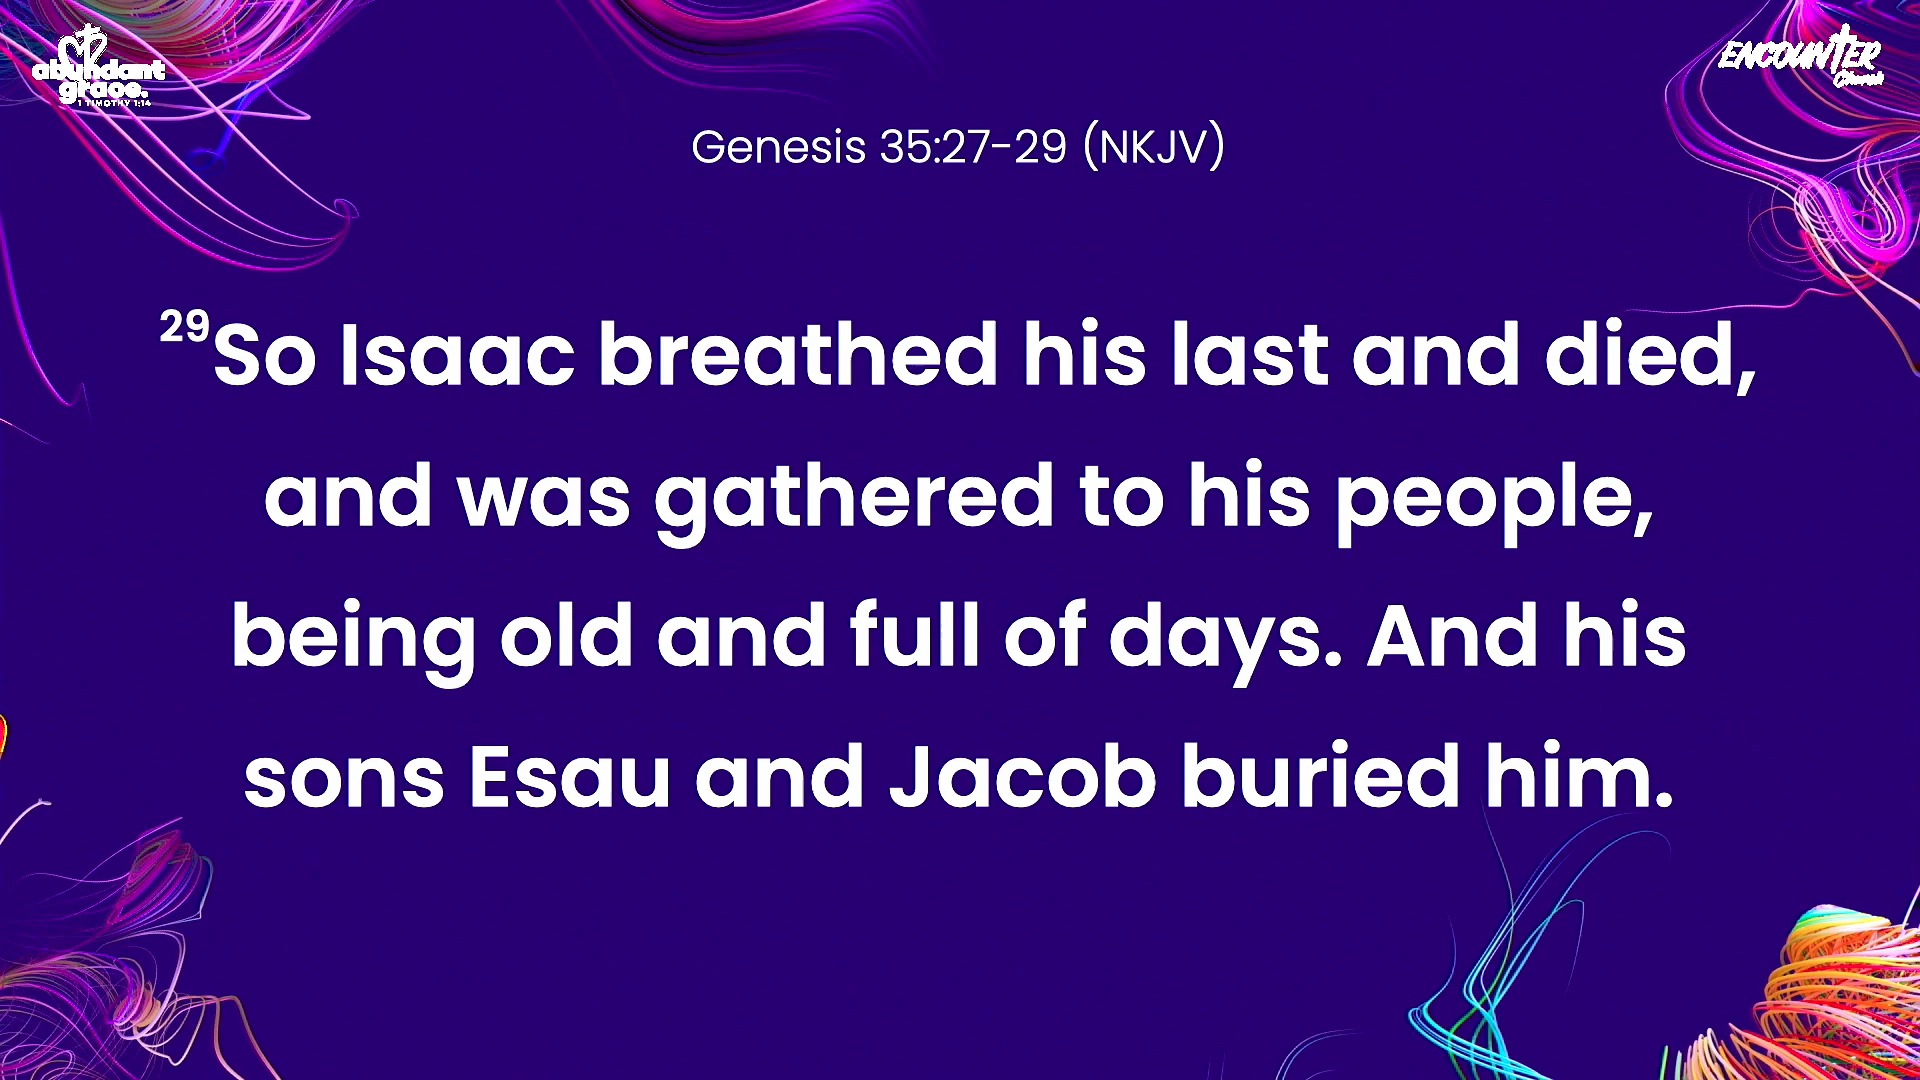 abundant
grace.
1 TIMOTHY 1:14
ENCOUNTER
Church
Genesis 35:27-29 (NKJV)
29So Isaac breathed his last and died,
and was gathered to his people,
being old and full of days. And his
sons Esau and Jacob buried him.